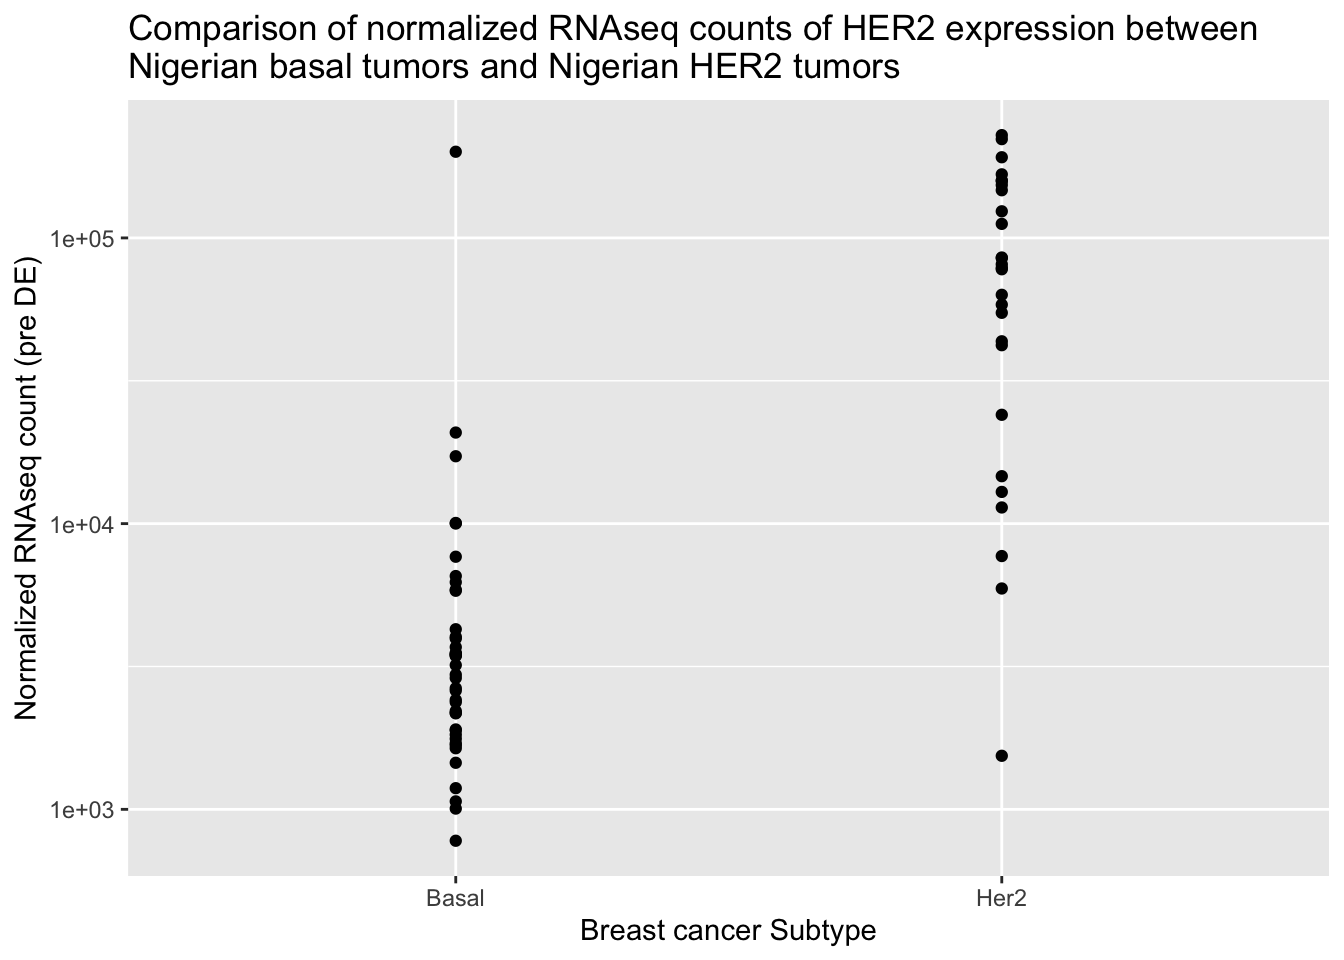 Comparison of normalized RNAseq counts of HER2 expression between
Nigerian basal tumors and Nigerian HER2 tumors
Normalized RNAseq count (pre DE)
1e+05
1e+04
1e+03
Basal
Her2
Breast cancer Subtype